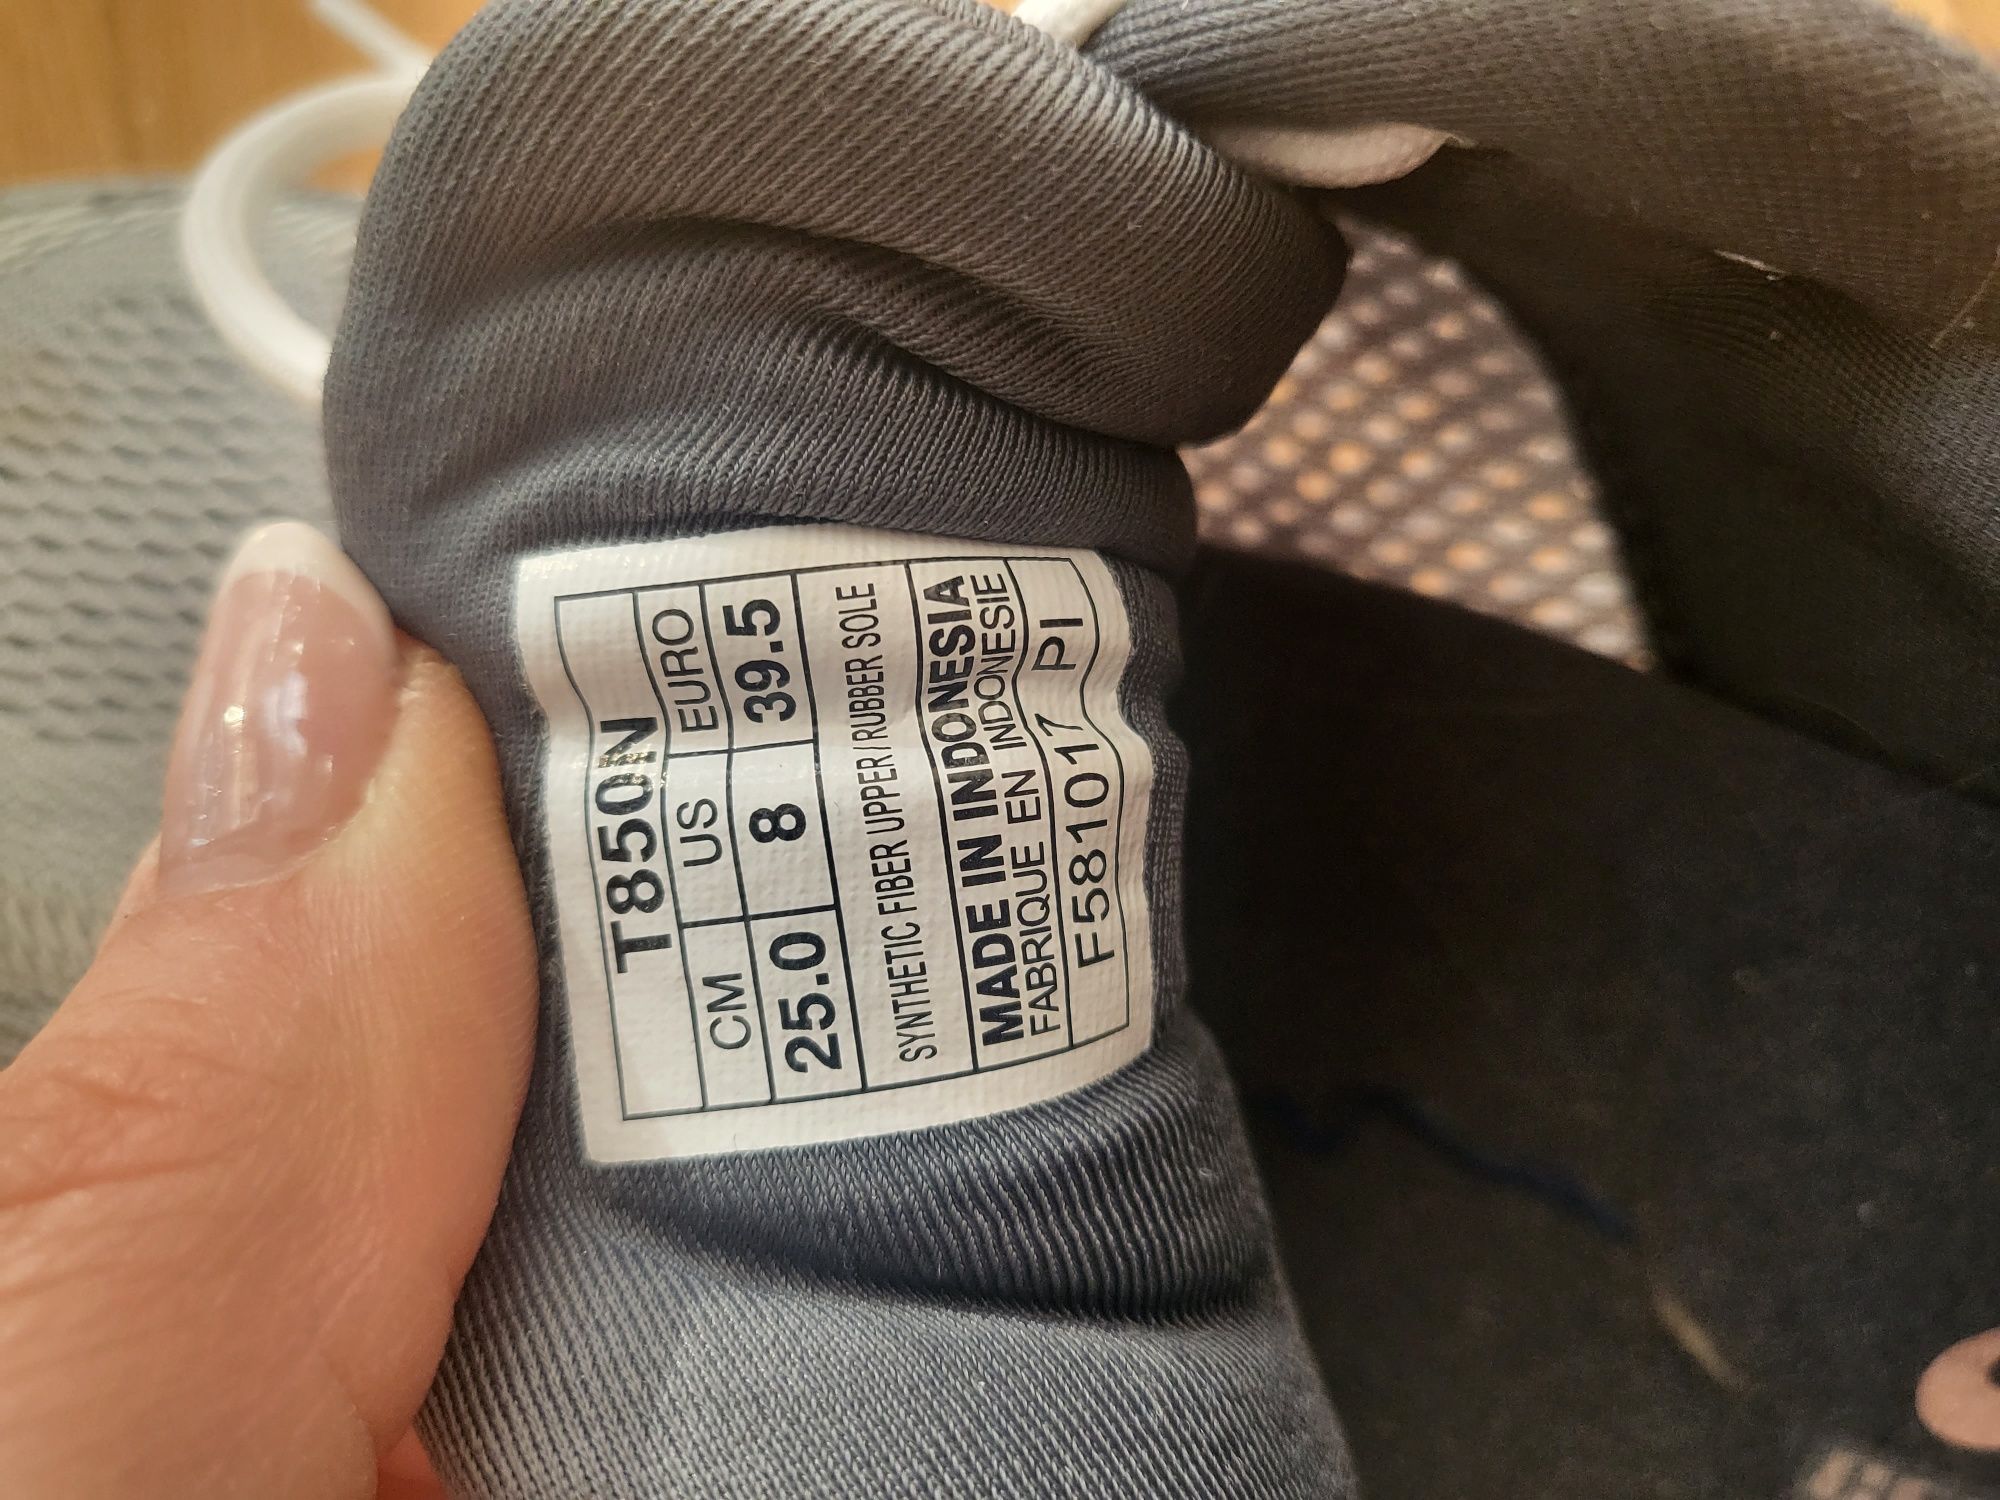 T850N
CM US EURO
25.0 8 39.5
SYNTHETIC FIBER UPPER/RUBBER SOLE
MADE IN INDONESIA
FABRIQUE EN INDONESIE
F581017 PI